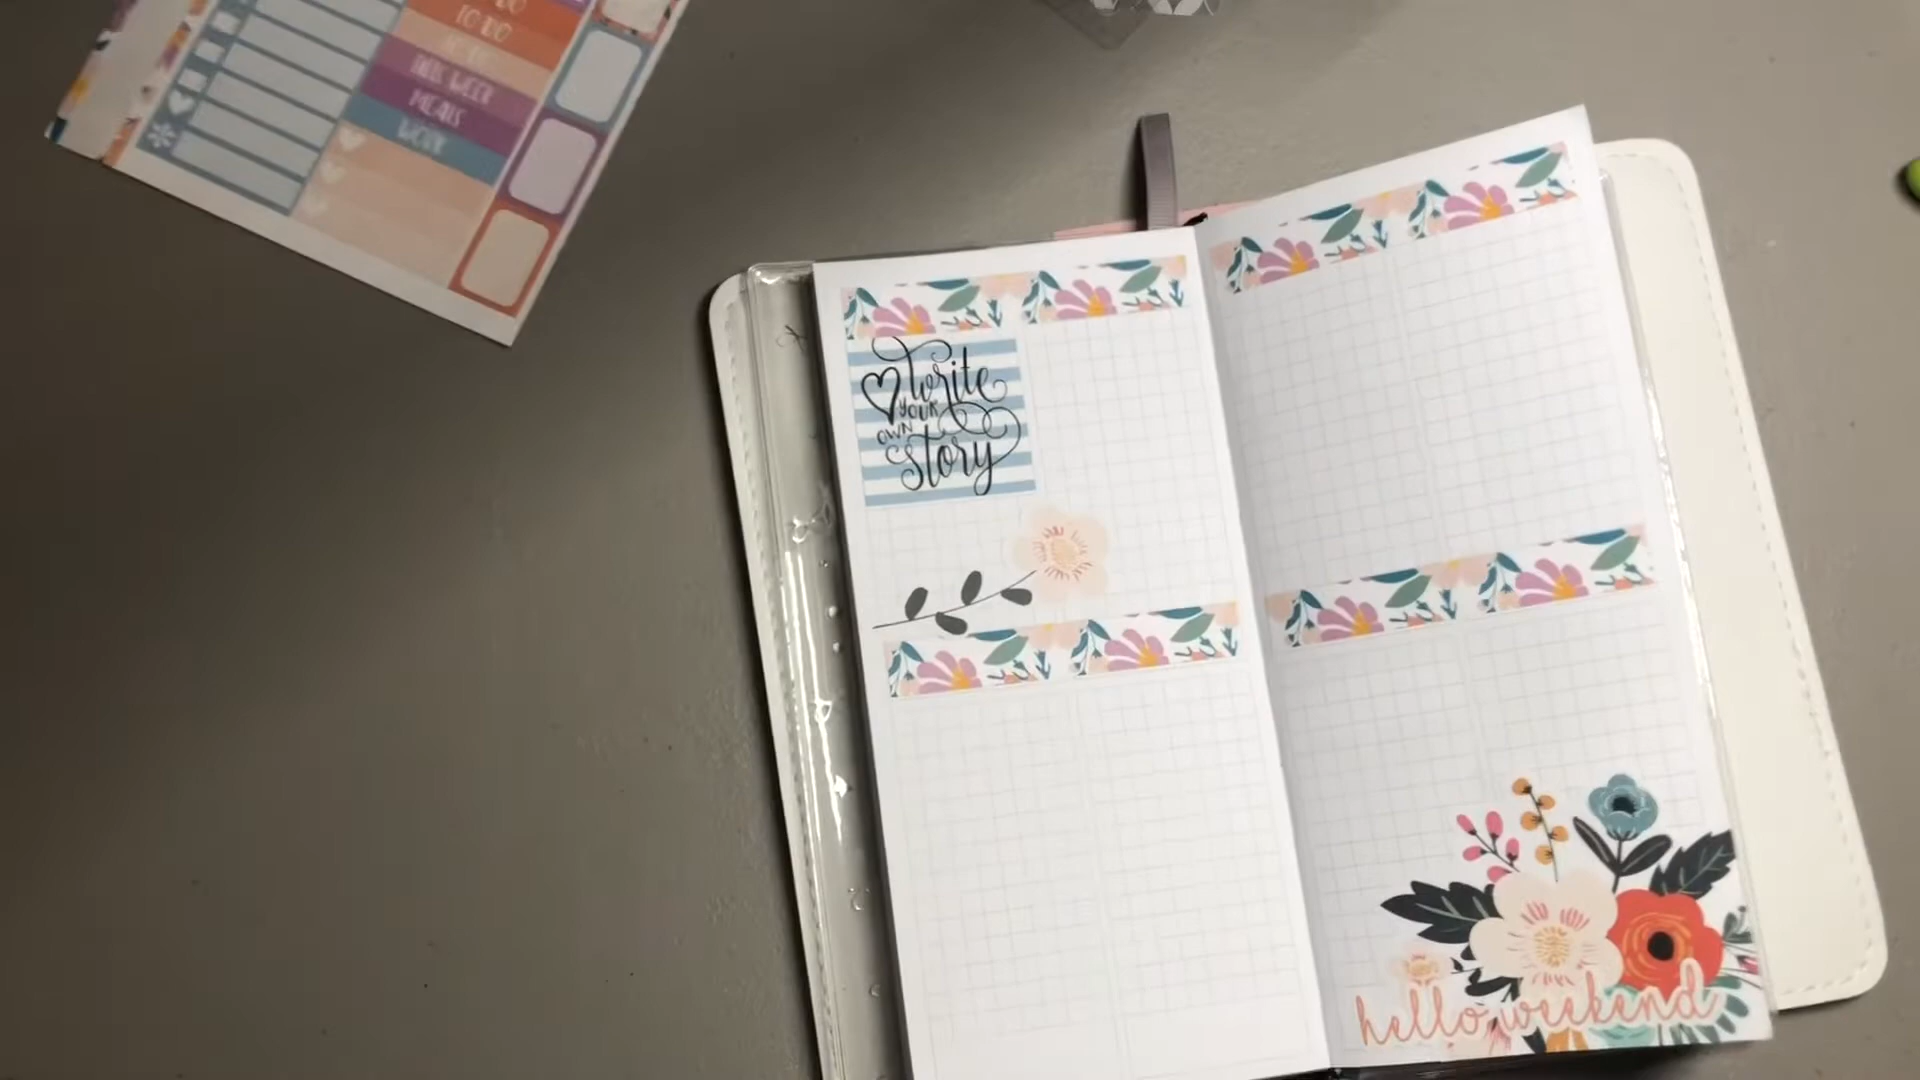 TO DO
THIS WEEK
MEALS
WORK
write
YOUR
OWN
story
hello weekend